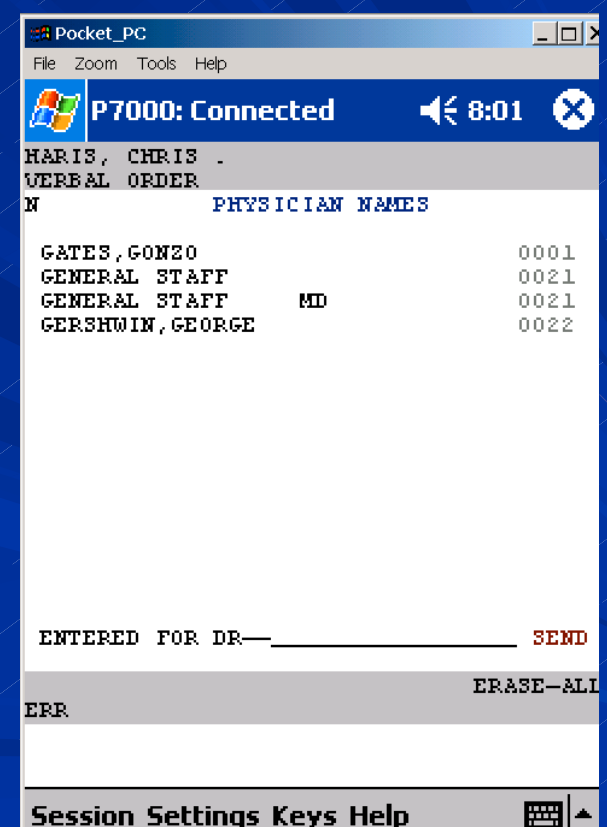 Pocket_PC
File Zoom Tools Help
P7000: Connected 8:01
HARIS, CHRIS .
VERBAL ORDER
N PHYSICIAN NAMES
GATES,GONZO 0001
GENERAL STAFF 0021
GENERAL STAFF MD 0021
GERSHWIN,GEORGE 0022
ENTERED FOR DR—____________________ SEND
ERASE—ALL
ERR
Session Settings Keys Help